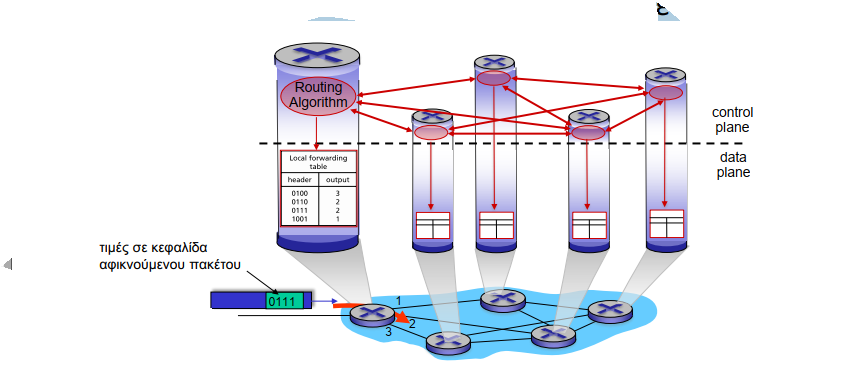 Routing
Algorithm
control
plane
data
plane
Local forwarding
table
header output
0100 3
0110 2
0111 2
1001 1
τιμές σε κεφαλίδα
αφικνούμενου πακέτου
0111
1
2
3